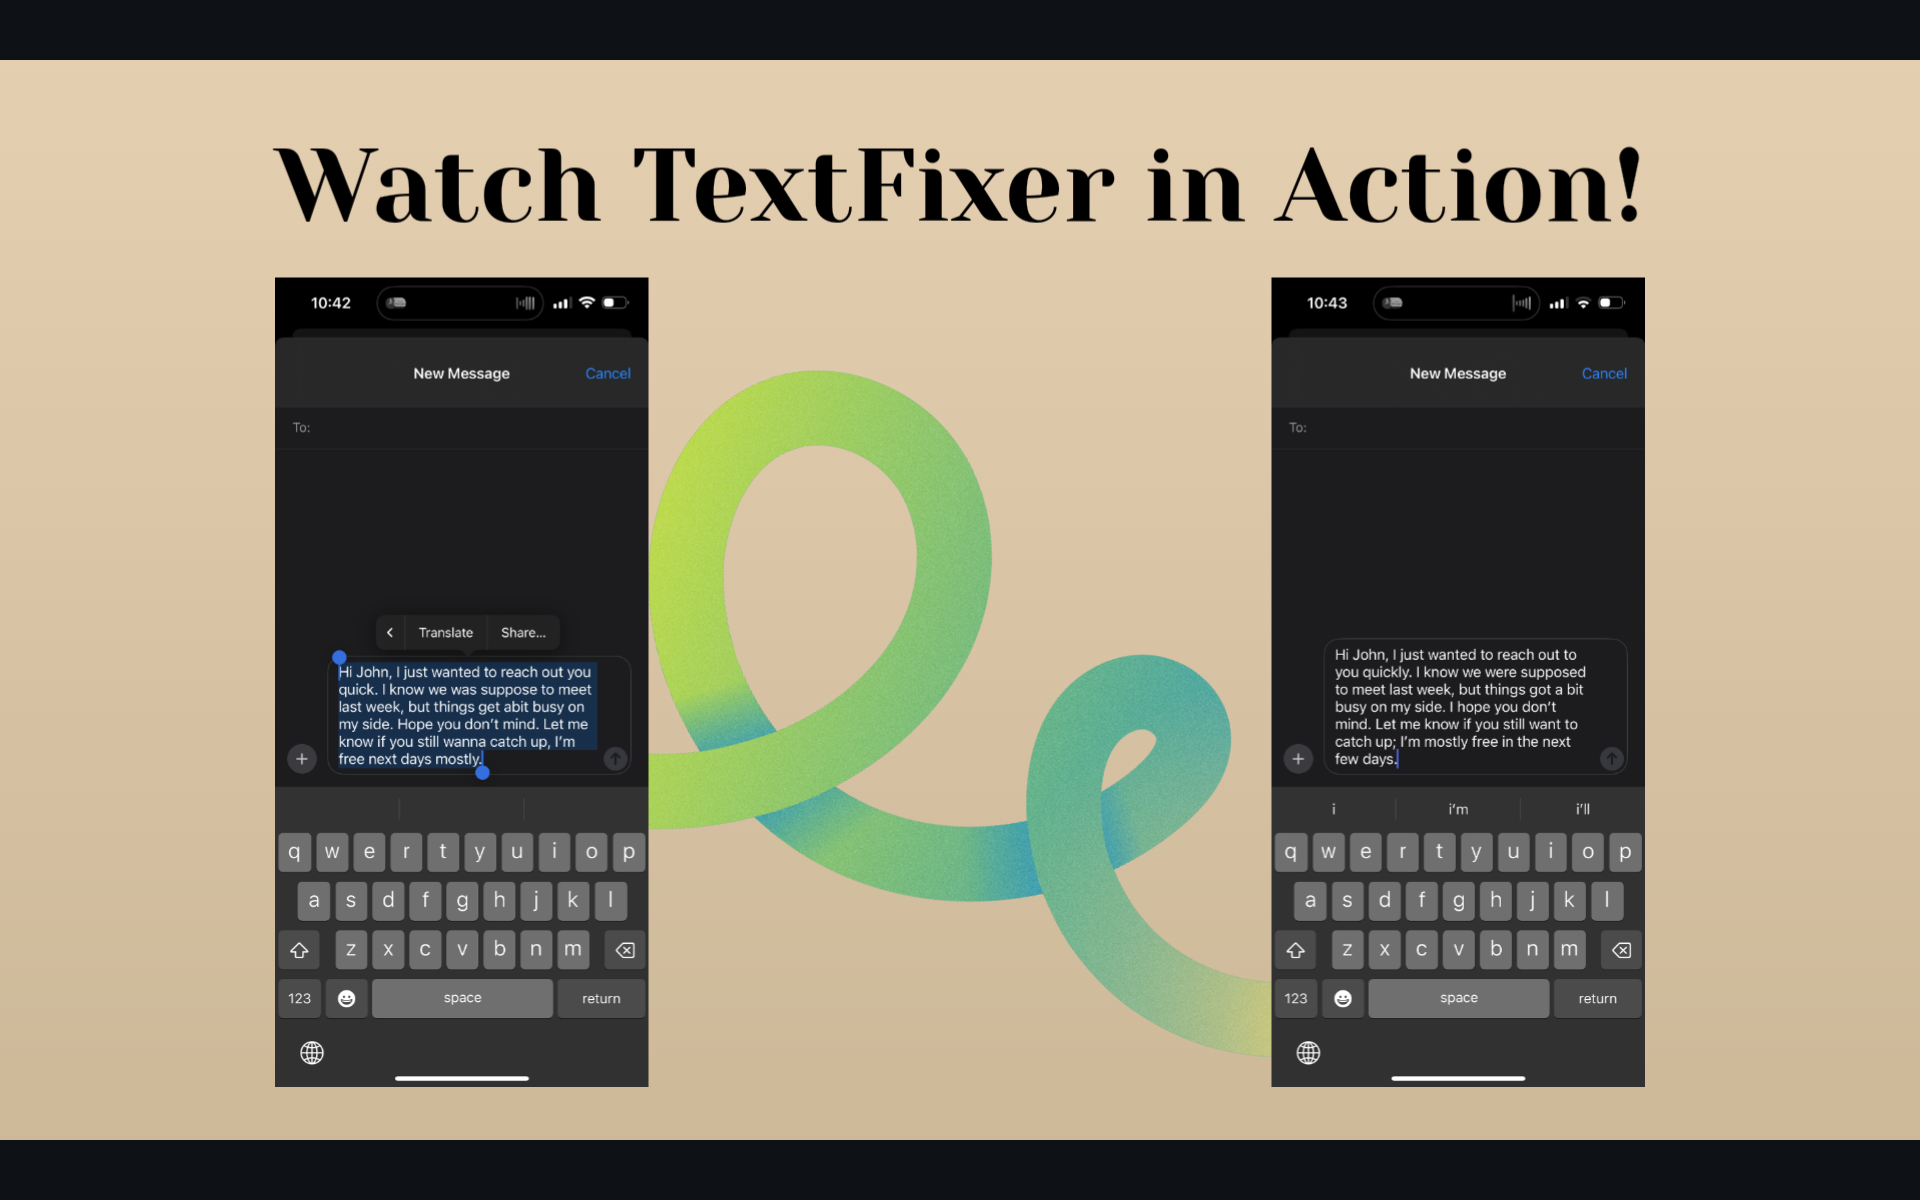 Watch TextFixer in Action!
10:42
New Message
Cancel
To:
Translate
Share...
Hi John, I just wanted to reach out you
quick. I know we was suppose to meet
last week, but things get abit busy on
my side. Hope you don't mind. Let me
know if you still wanna catch up, I'm
free next days mostly.
q w e r t y u i o p
a s d f g h j k l
z x c v b n m
123
space
return
10:43
New Message
Cancel
To:
Hi John, I just wanted to reach out to
you quickly. I know we were supposed
to meet last week, but things got a bit
busy on my side. I hope you don't
mind. Let me know if you still want to
catch up; I'm mostly free in the next
few days.
i
i'm
i'll
q w e r t y u i o p
a s d f g h j k l
z x c v b n m
123
space
return